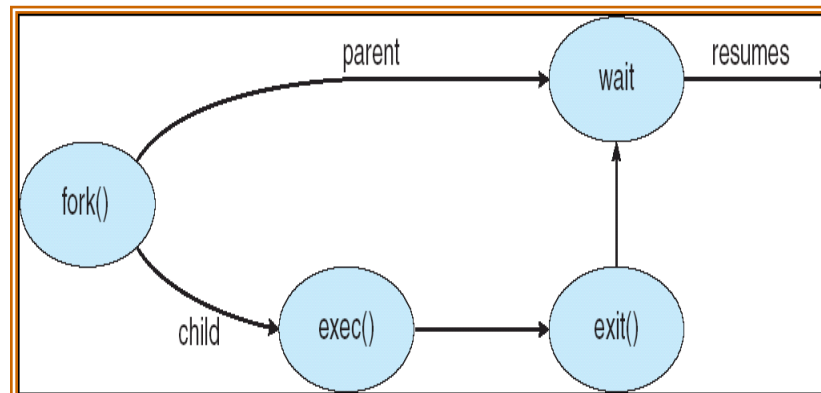 parent
resumes
wait
fork()
child
exec()
exit()